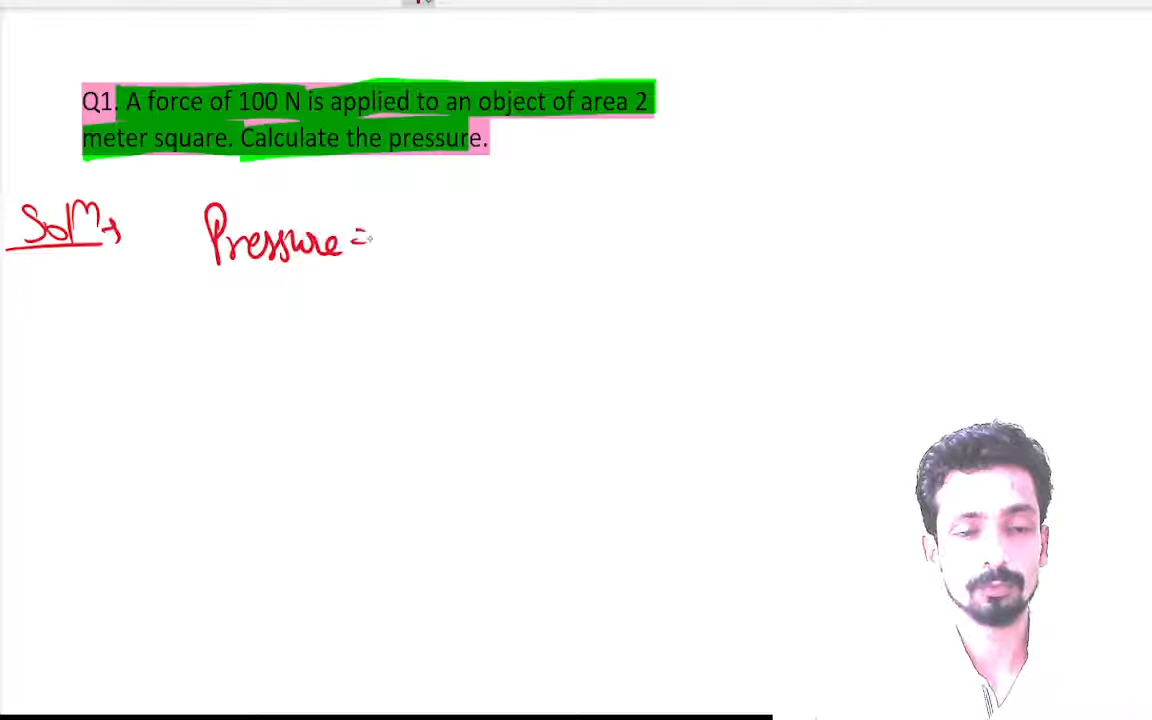 Q1. A force of 100 N is applied to an object of area 2
meter square. Calculate the pressure.
Soln
Pressure =